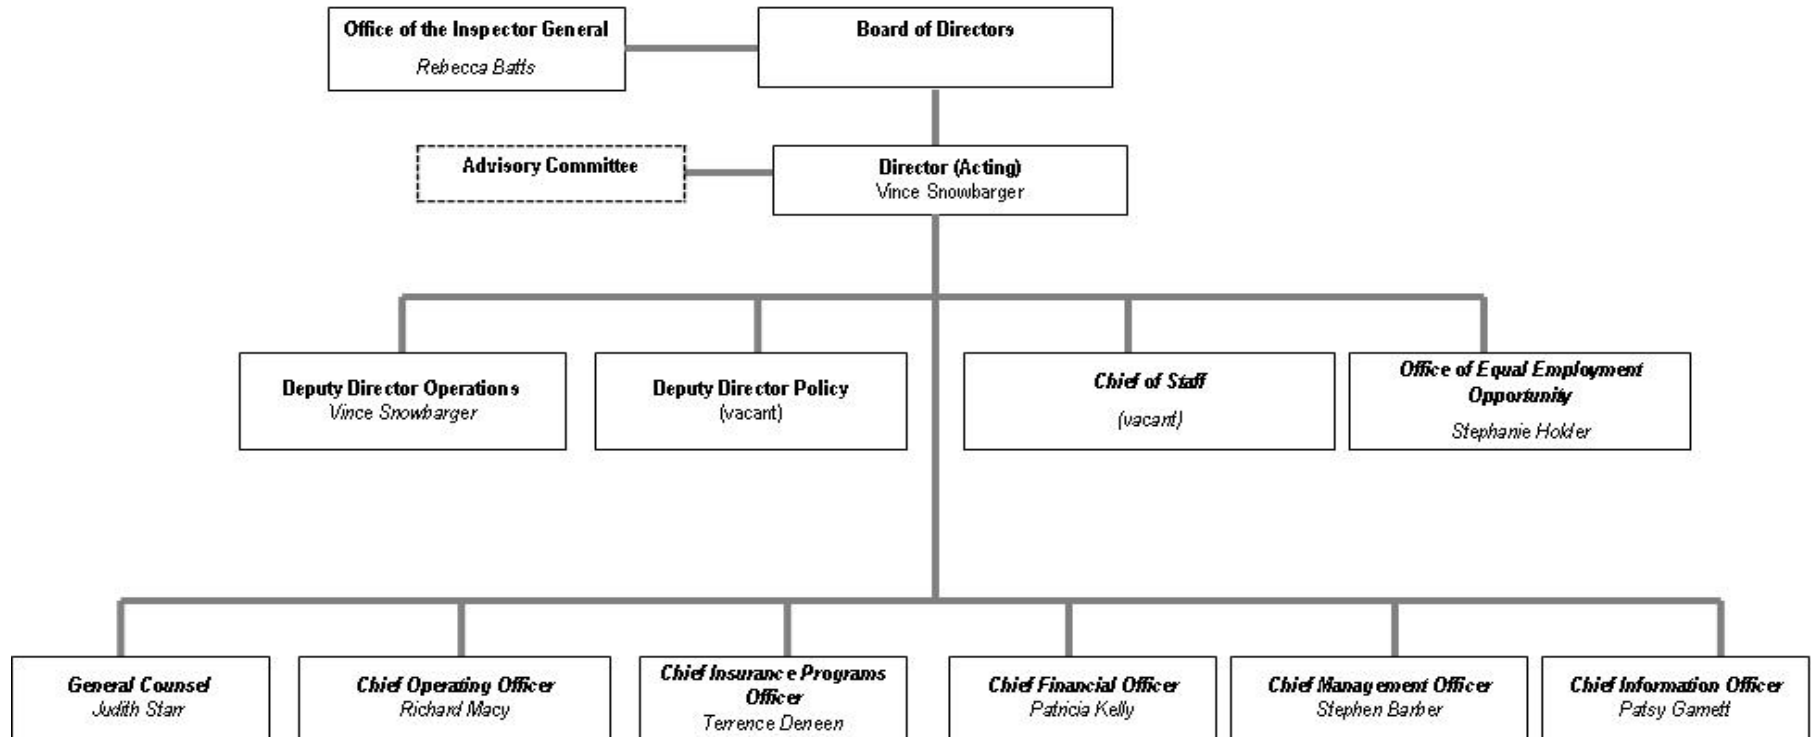 Office of the Inspector General
Rebecca Batts
Board of Directors
Advisory Committee
Director (Acting)
Vince Snowbarger
Deputy Director Operations
Vince Snowbarger
Deputy Director Policy
(vacant)
Chief of Staff
(vacant)
Office of Equal Employment
Opportunity
Stephanie Holder
General Counsel
Judith Starr
Chief Operating Officer
Richard Macy
Chief Insurance Programs
Officer
Terrence Deneen
Chief Financial Officer
Patricia Kelly
Chief Management Officer
Stephen Barber
Chief Information Officer
Patsy Garnett